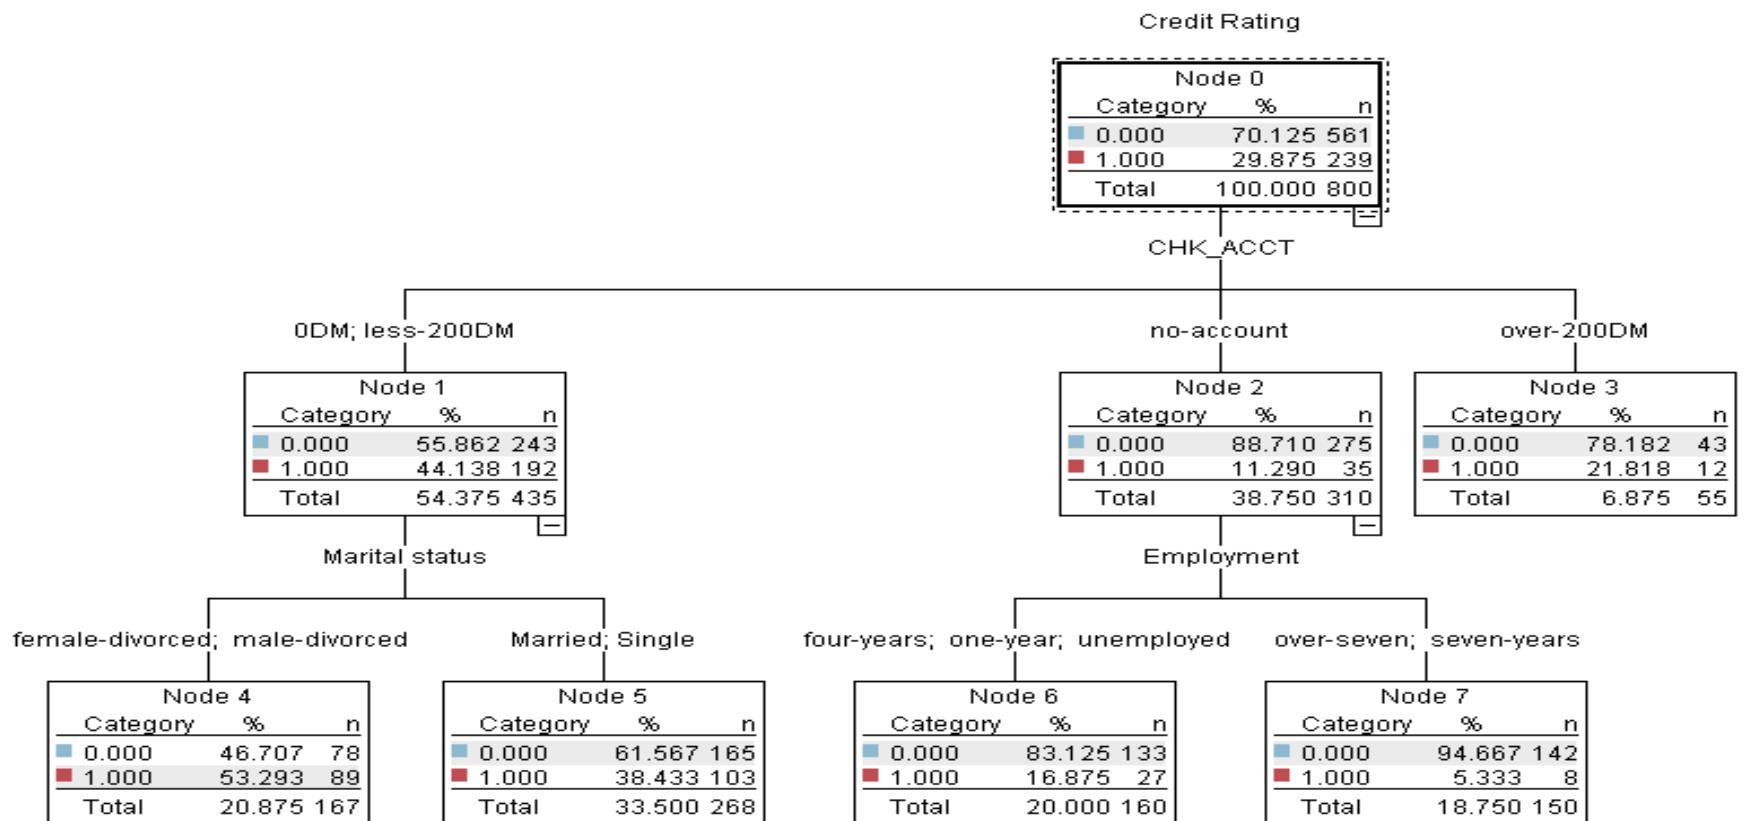 Credit Rating
Node 0
Category % n
0.000 70.125 561
1.000 29.875 239
Total 100.000 800
CHK_ACCT
0DM; less-200DM
no-account
over-200DM
Node 1
Category % n
0.000 55.862 243
1.000 44.138 192
Total 54.375 435
Node 2
Category % n
0.000 88.710 275
1.000 11.290 35
Total 38.750 310
Node 3
Category % n
0.000 78.182 43
1.000 21.818 12
Total 6.875 55
Marital status
Employment
female-divorced; male-divorced
Married; Single
four-years; one-year; unemployed
over-seven; seven-years
Node 4
Category % n
0.000 46.707 78
1.000 53.293 89
Total 20.875 167
Node 5
Category % n
0.000 61.567 165
1.000 38.433 103
Total 33.500 268
Node 6
Category % n
0.000 83.125 133
1.000 16.875 27
Total 20.000 160
Node 7
Category % n
0.000 94.667 142
1.000 5.333 8
Total 18.750 150